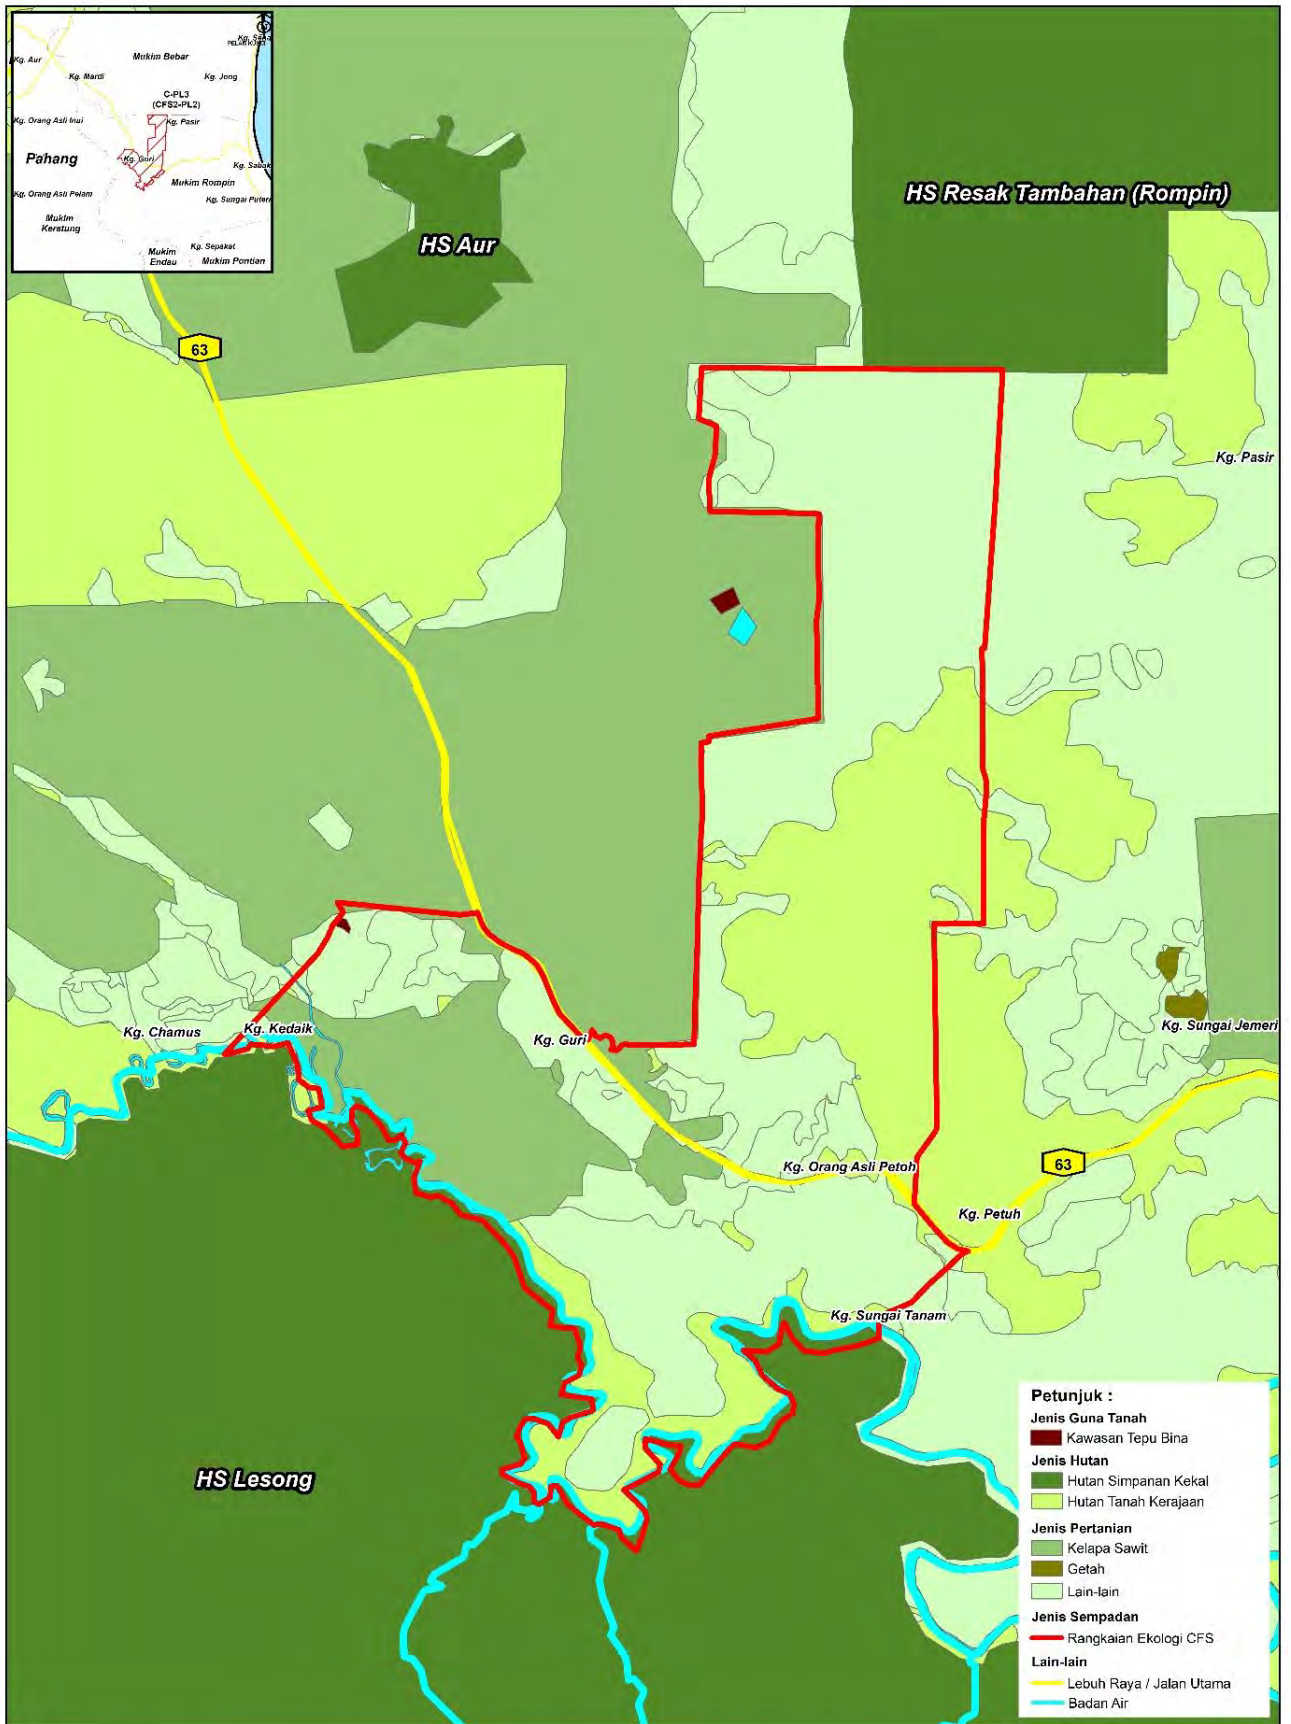 Kg. Aur
Mukim Bebar
Kg. Mardi
Kg. Jong
C-PL3
(CFS2-PL2)
Kg. Orang Asli Inui
Kg. Pasir
Pahang
Kg. Guri
Kg. Sabak
Mukim Rompin
Kg. Orang Asli Pelam
Kg. Sungai Puteri
Mukim
Keratung
Kg. Sepakat
Mukim
Endau
Mukim Pontian
HS Resak Tambahan (Rompin)
HS Aur
63
Kg. Pasir
Kg. Chamus
Kg. Kedaik
Kg. Guri
Kg. Sungai Jemeri
Kg. Orang Asli Petoh
63
Kg. Petuh
Kg. Sungai Tanam
HS Lesong
Petunjuk :
Jenis Guna Tanah
Kawasan Tepu Bina
Jenis Hutan
Hutan Simpanan Kekal
Hutan Tanah Kerajaan
Jenis Pertanian
Kelapa Sawit
Getah
Lain-lain
Jenis Sempadan
Rangkaian Ekologi CFS
Lain-lain
Lebuh Raya / Jalan Utama
Badan Air